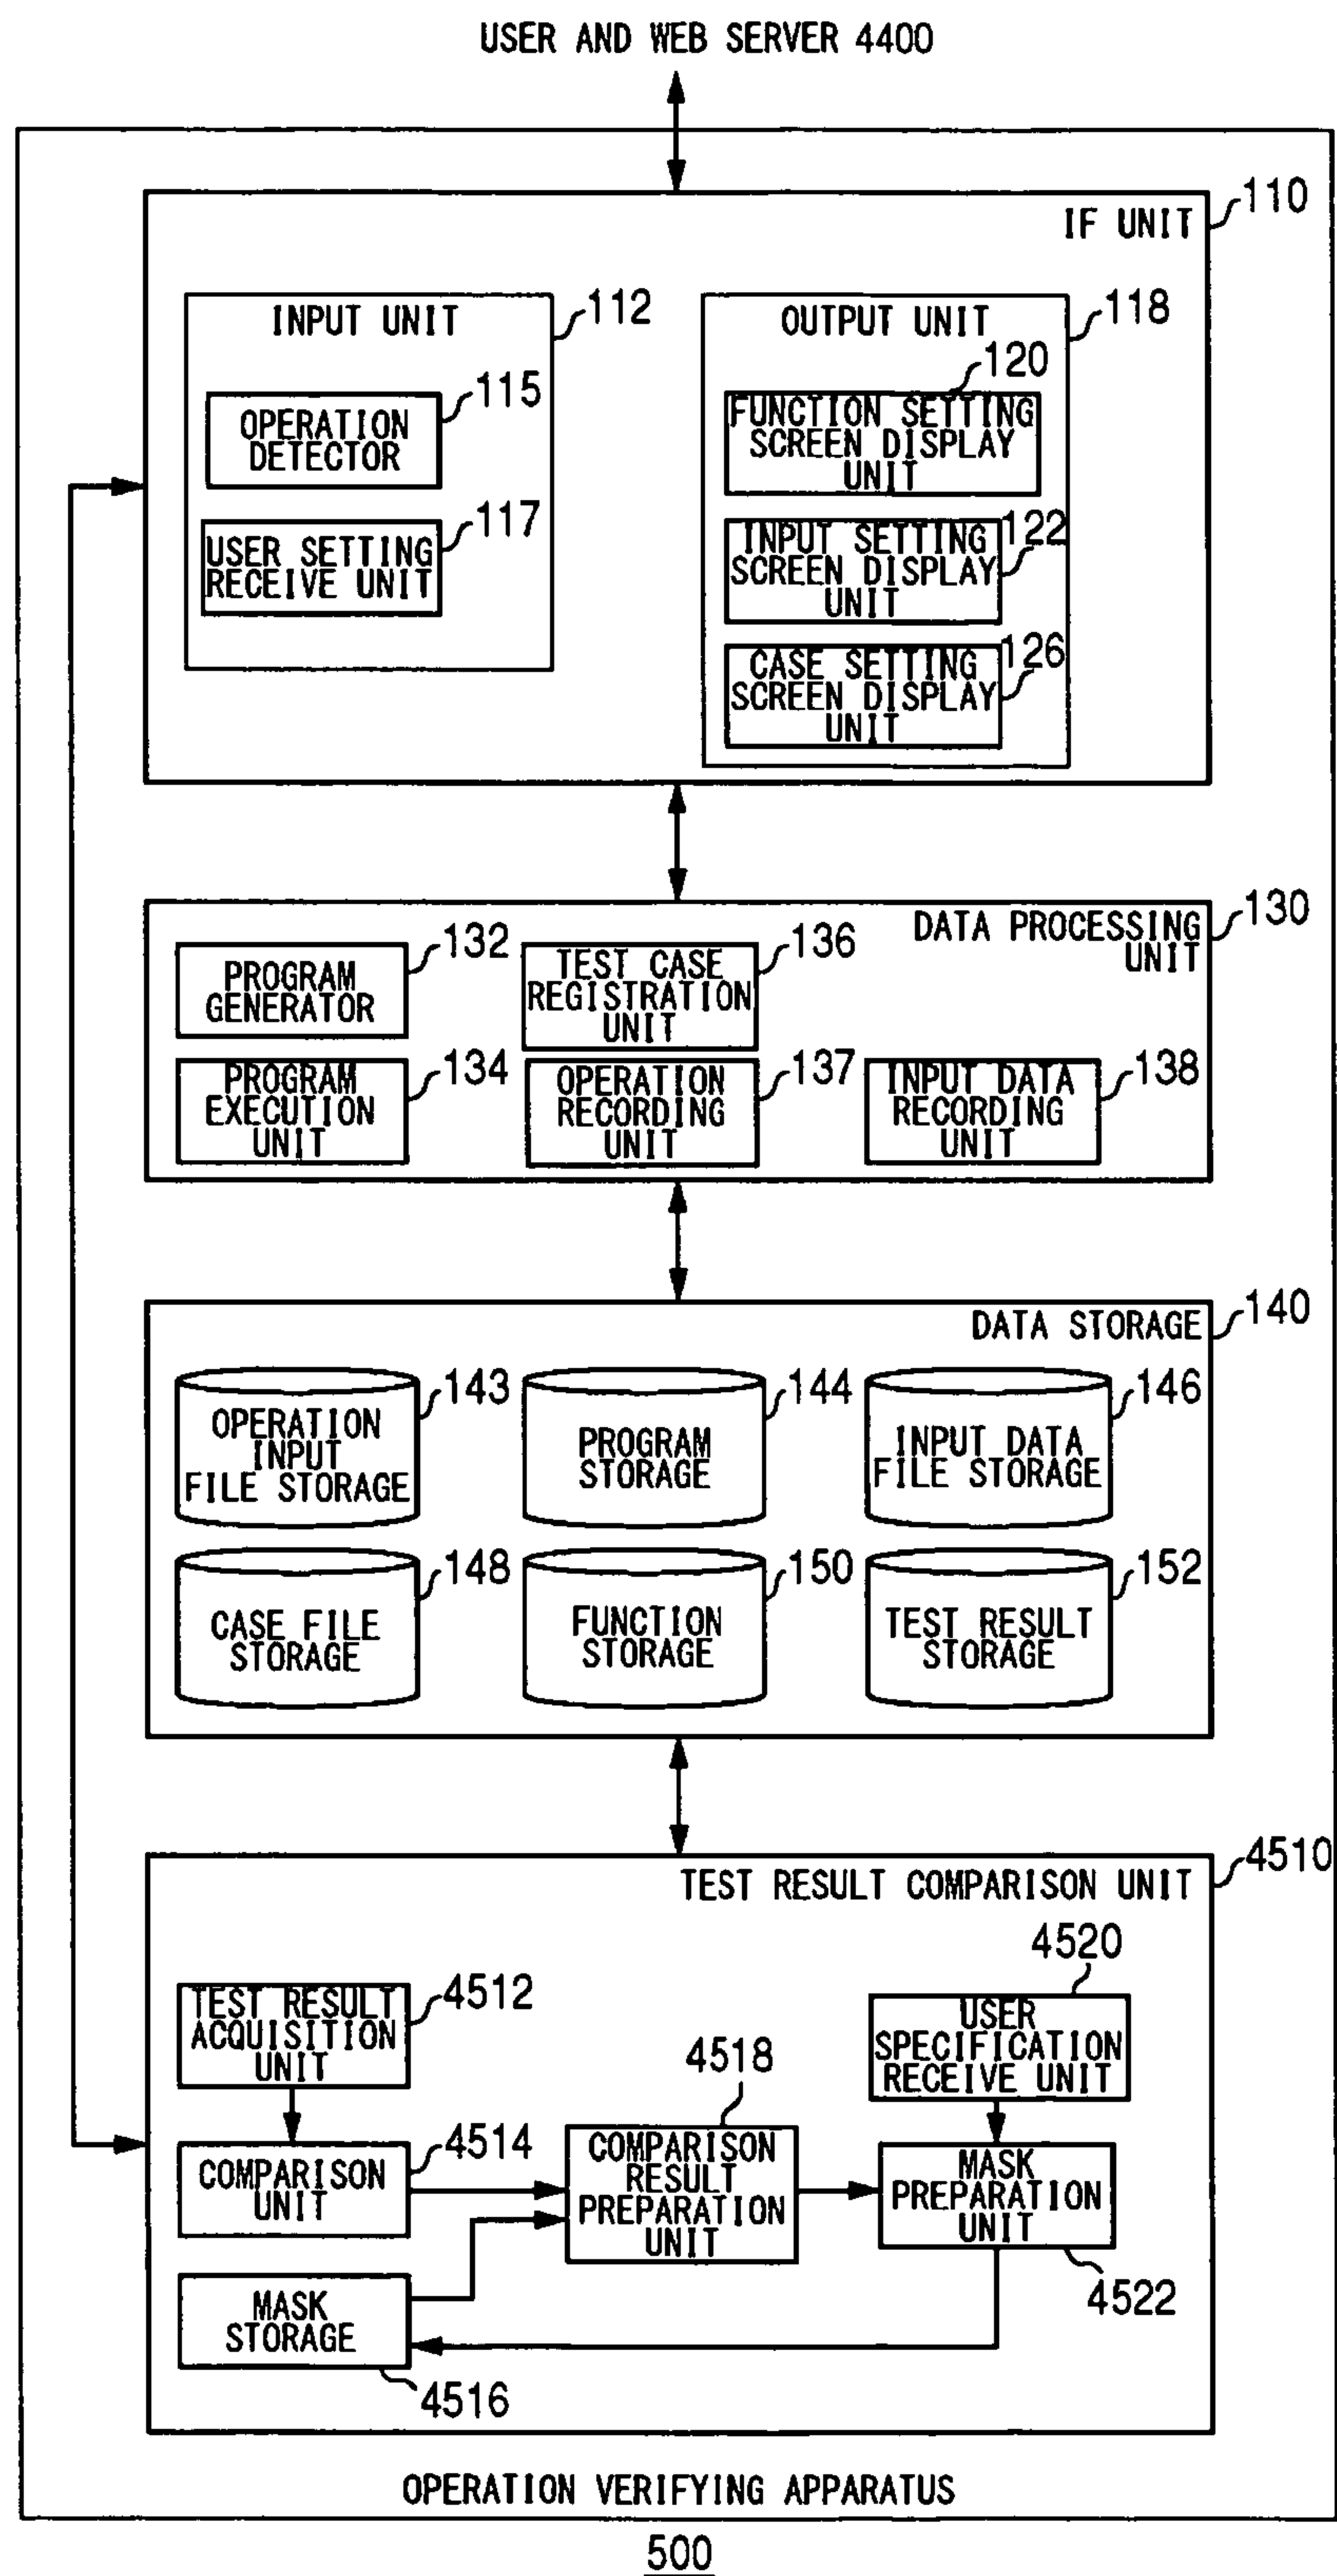 USER AND WEB SERVER 4400
110
IF UNIT
INPUT UNIT
112
115
OPERATION
DETECTOR
117
USER SETTING
RECEIVE UNIT
OUTPUT UNIT
118
120
FUNCTION SETTING
SCREEN DISPLAY
UNIT
122
INPUT SETTING
SCREEN DISPLAY
UNIT
126
CASE SETTING
SCREEN DISPLAY
UNIT
130
DATA PROCESSING
UNIT
132
PROGRAM
GENERATOR
136
TEST CASE
REGISTRATION
UNIT
134
PROGRAM
EXECUTION
UNIT
137
OPERATION
RECORDING
UNIT
138
INPUT DATA
RECORDING
UNIT
140
DATA STORAGE
143
OPERATION
INPUT
FILE STORAGE
144
PROGRAM
STORAGE
146
INPUT DATA
FILE STORAGE
148
CASE FILE
STORAGE
150
FUNCTION
STORAGE
152
TEST RESULT
STORAGE
4510
TEST RESULT COMPARISON UNIT
4512
TEST RESULT
ACQUISITION
UNIT
4514
COMPARISON
UNIT
MASK
STORAGE
4516
4518
COMPARISON
RESULT
PREPARATION
UNIT
4520
USER
SPECIFICATION
RECEIVE UNIT
MASK
PREPARATION
UNIT
4522
OPERATION VERIFYING APPARATUS
500